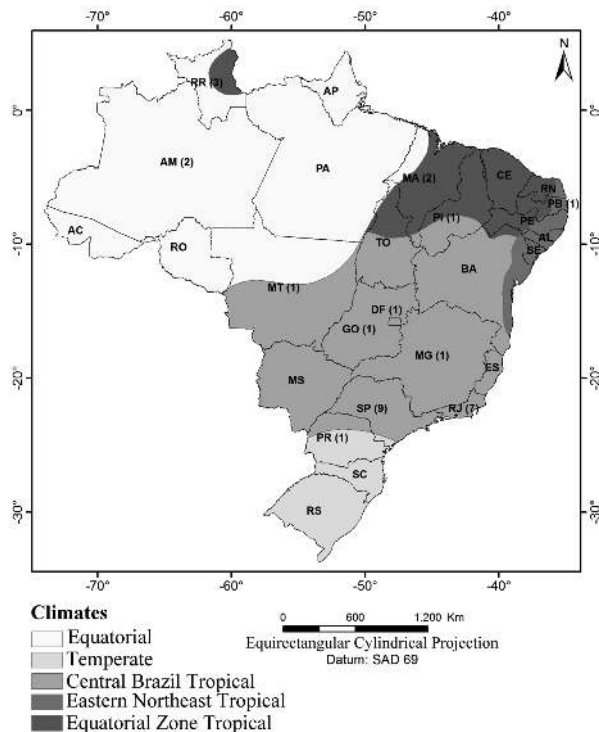 -70° -60° -50° -40°
N
RR (3)
AP
0° 0°
AM (2)
PA
MA (2)
CE
RN
PB (1)
PI (1)
PE
AC
AL
-10° -10°
RO
TO
SE
BA
MT (1)
DF (1)
GO (1)
MG (1)
ES
MS
-20° -20°
SP (9)
RJ (7)
PR (1)
SC
RS
-30° -30°
-70° -60° -50° -40°
Climates
Equatorial
Temperate
Central Brazil Tropical
Eastern Northeast Tropical
Equatorial Zone Tropical
0 600 1.200 Km
Equirectangular Cylindrical Projection
Datum: SAD 69